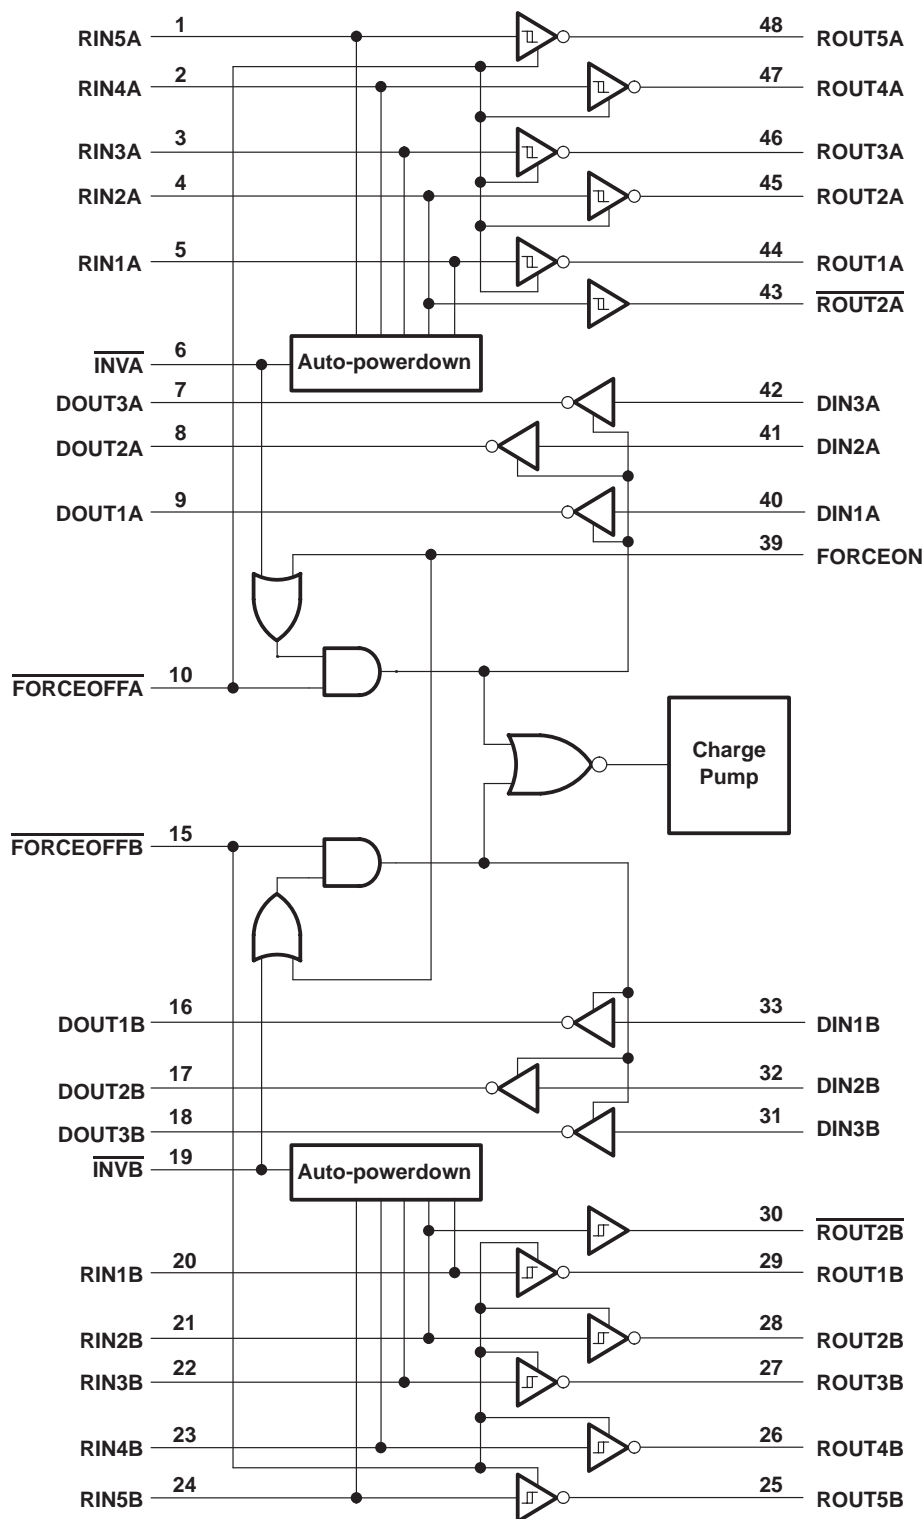 RIN5A 1 48 ROUT5A
RIN4A 2 47 ROUT4A
RIN3A 3 46 ROUT3A
RIN2A 4 45 ROUT2A
RIN1A 5 44 ROUT1A
43 ROUT2A
INVA 6 Auto-powerdown
DOUT3A 7 42 DIN3A
DOUT2A 8 41 DIN2A
DOUT1A 9 40 DIN1A
39 FORCEON
FORCEOFFA 10
Charge
Pump
FORCEOFFB 15
DOUT1B 16 33 DIN1B
DOUT2B 17 32 DIN2B
DOUT3B 18 31 DIN3B
INVB 19 Auto-powerdown
30 ROUT2B
RIN1B 20 29 ROUT1B
RIN2B 21 28 ROUT2B
RIN3B 22 27 ROUT3B
RIN4B 23 26 ROUT4B
RIN5B 24 25 ROUT5B